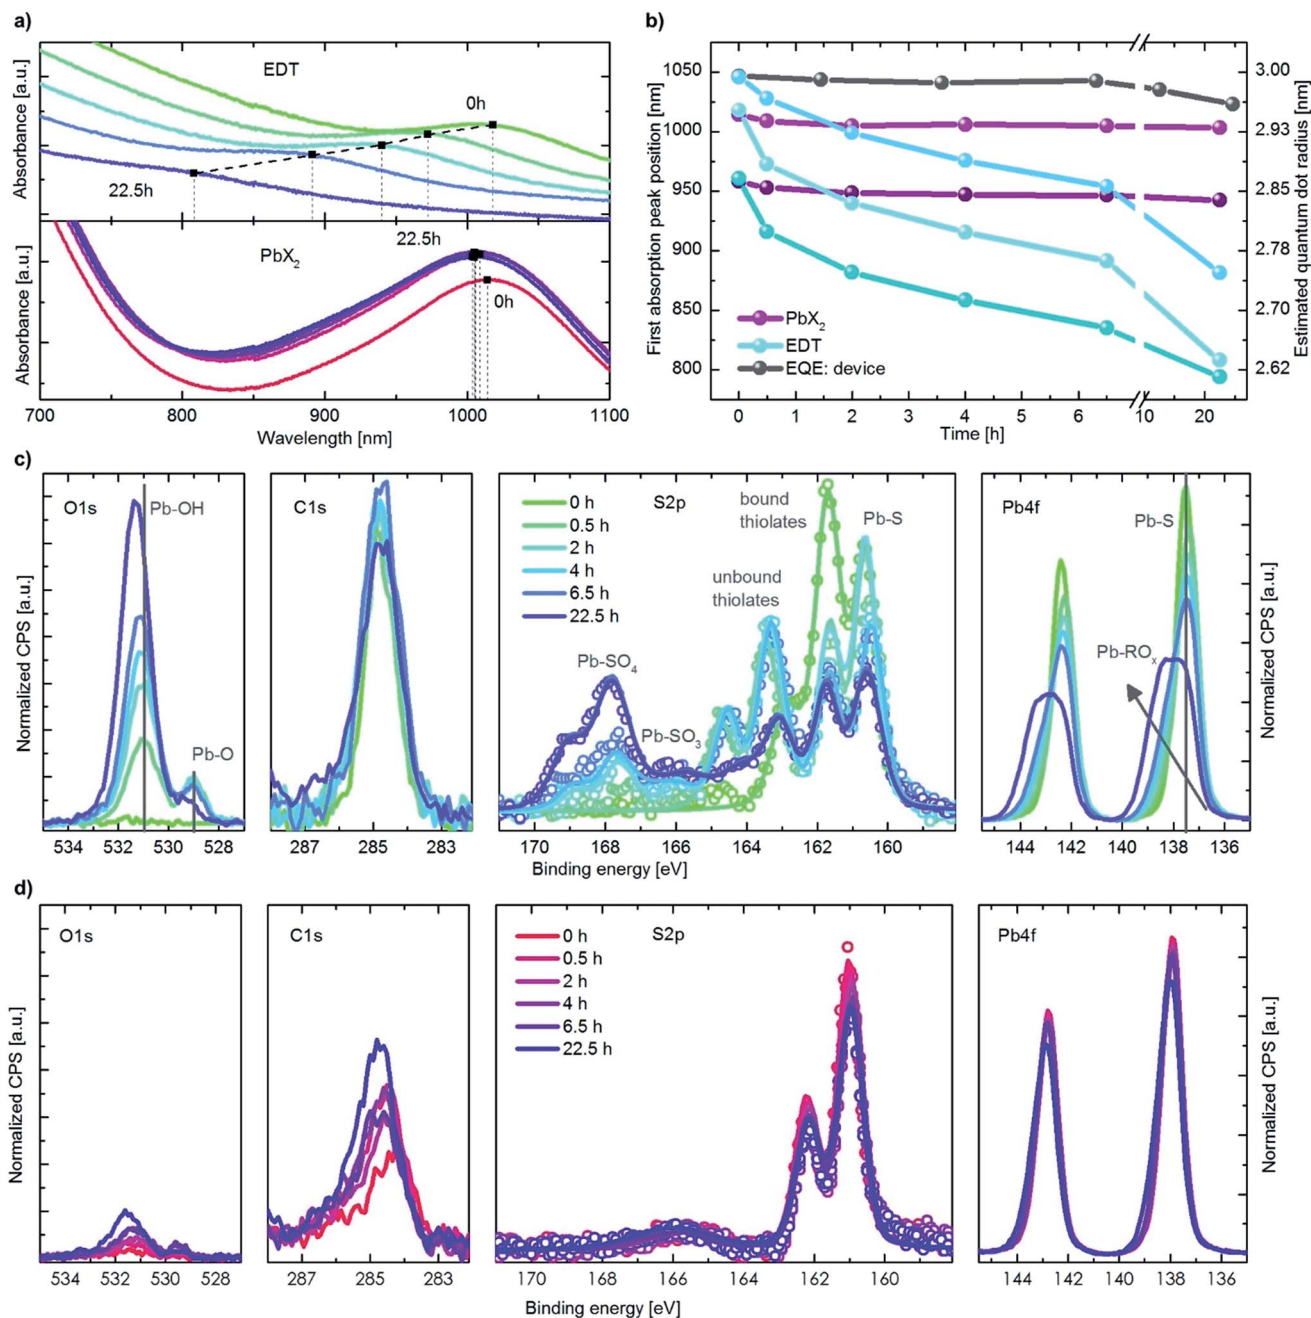 a)
EDT
0h
22.5h
Absorbance [a.u.]
PbX2
22.5h
0h
Absorbance [a.u.]
700 800 900 1000 1100
Wavelength [nm]
b)
1050
1000
950
900
850
800
First absorption peak position [nm]
3.00
2.93
2.85
2.78
2.70
2.62
Estimated quantum dot radius [nm]
PbX2
EDT
EQE: device
0 1 2 3 4 5 6 10 20
Time [h]
c)
Normalized CPS [a.u.]
O1s
Pb-OH
Pb-O
534 531 530 528
C1s
287 285 283 282
S2p
0 h
0.5 h
2 h
4 h
6.5 h
22.5 h
bound
thiolates
Pb-S
unbound
thiolates
Pb-SO4
Pb-SO3
170 168 166 164 162 160
Binding energy [eV]
Pb4f
Pb-S
Pb-ROx
144 142 140 138 136
Normalized CPS [a.u.]
d)
Normalized CPS [a.u.]
O1s
534 531 530 528
C1s
287 285 283 282
S2p
0 h
0.5 h
2 h
4 h
6.5 h
22.5 h
170 168 166 163 162 160
Binding energy [eV]
Pb4f
144 142 140 138 136
Normalized CPS [a.u.]